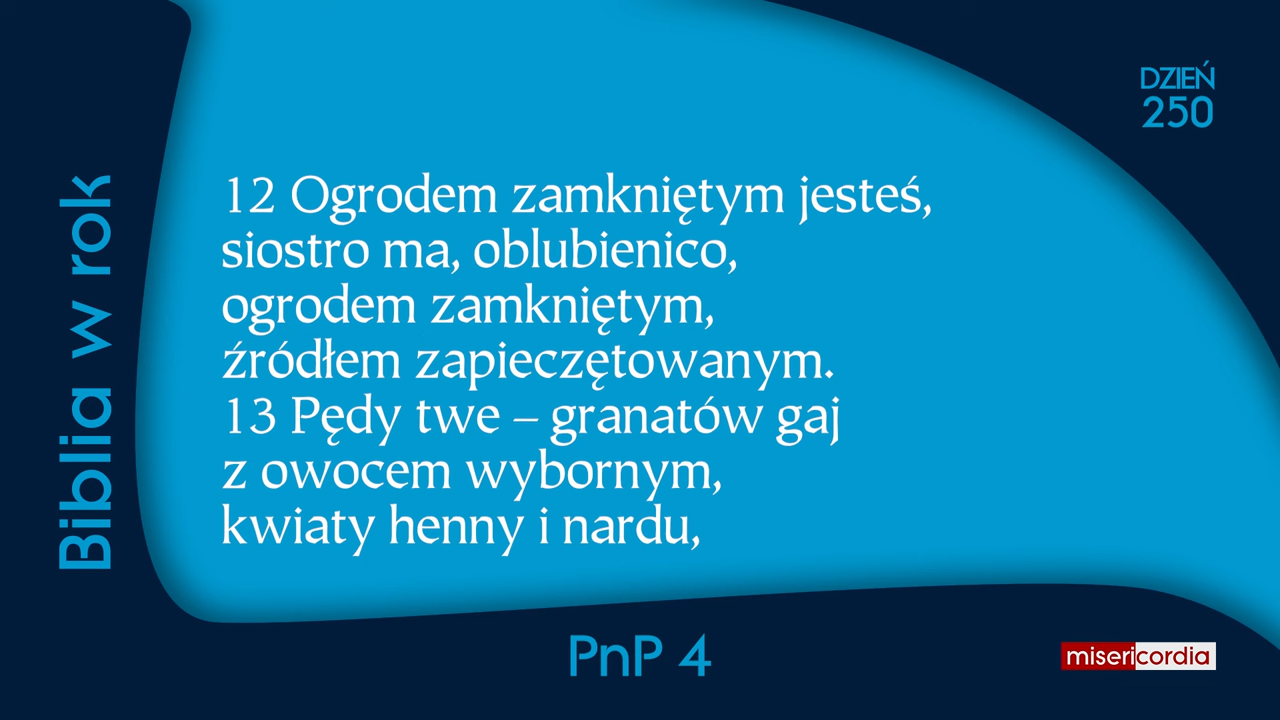 DZIEŃ
250
Biblia w rok
12 Ogrodem zamkniętym jesteś,
siostro ma, oblubienico,
ogrodem zamkniętym,
źródłem zapieczętowanym.
13 Pędy twe – granatów gaj
z owocem wybornym,
kwiaty henny i nardu,
PnP 4
misericordia